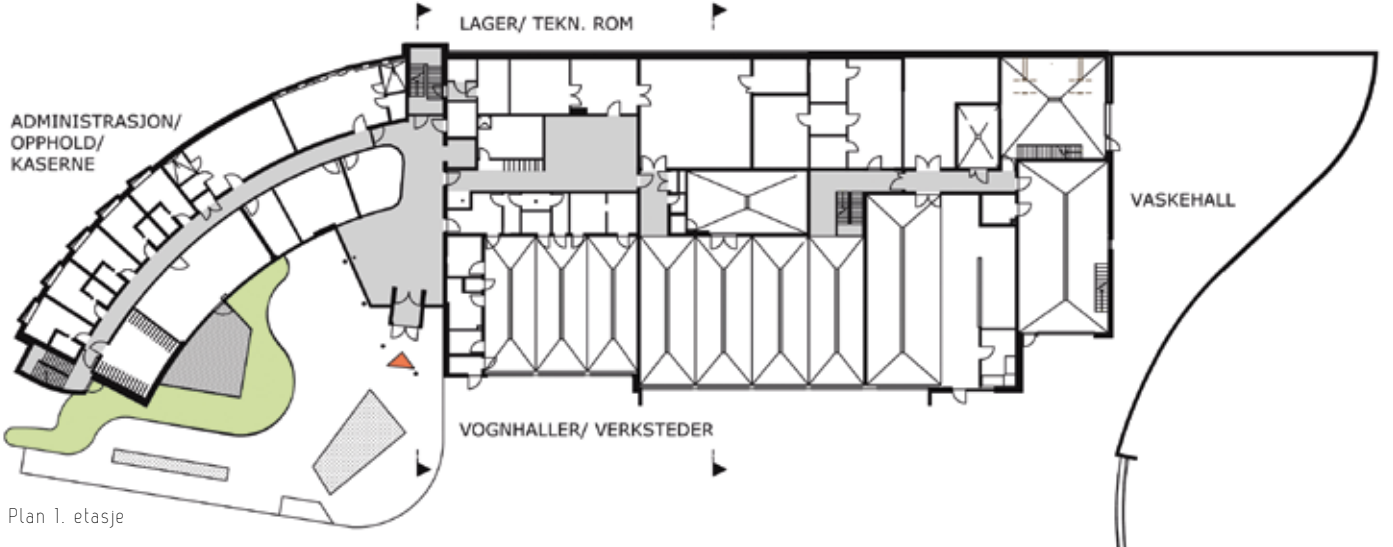 LAGER/ TEKN. ROM
ADMINISTRASJON/
OPPHOLD/
KASERNE
VASKEHALL
VOGNHALLER/ VERKSTEDER
Plan 1. etasje